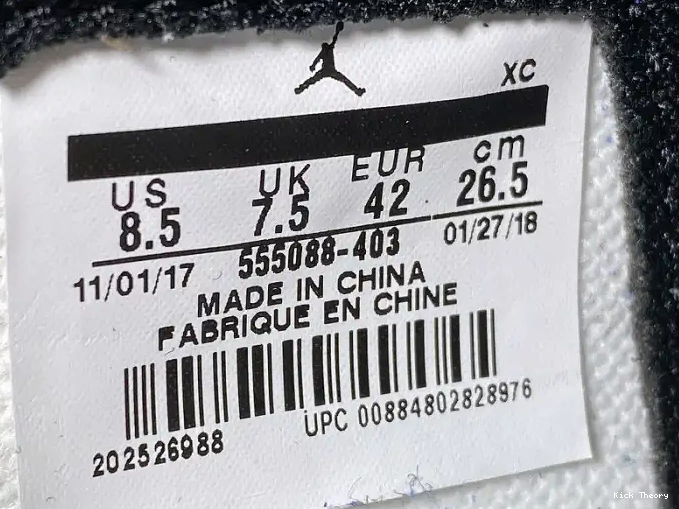 XC
US UK EUR cm
8.5 7.5 42 26.5
11/01/17 555088-403 01/27/18
MADE IN CHINA
FABRIQUE EN CHINE
202526988 UPC 00884802828976
Kick Theory